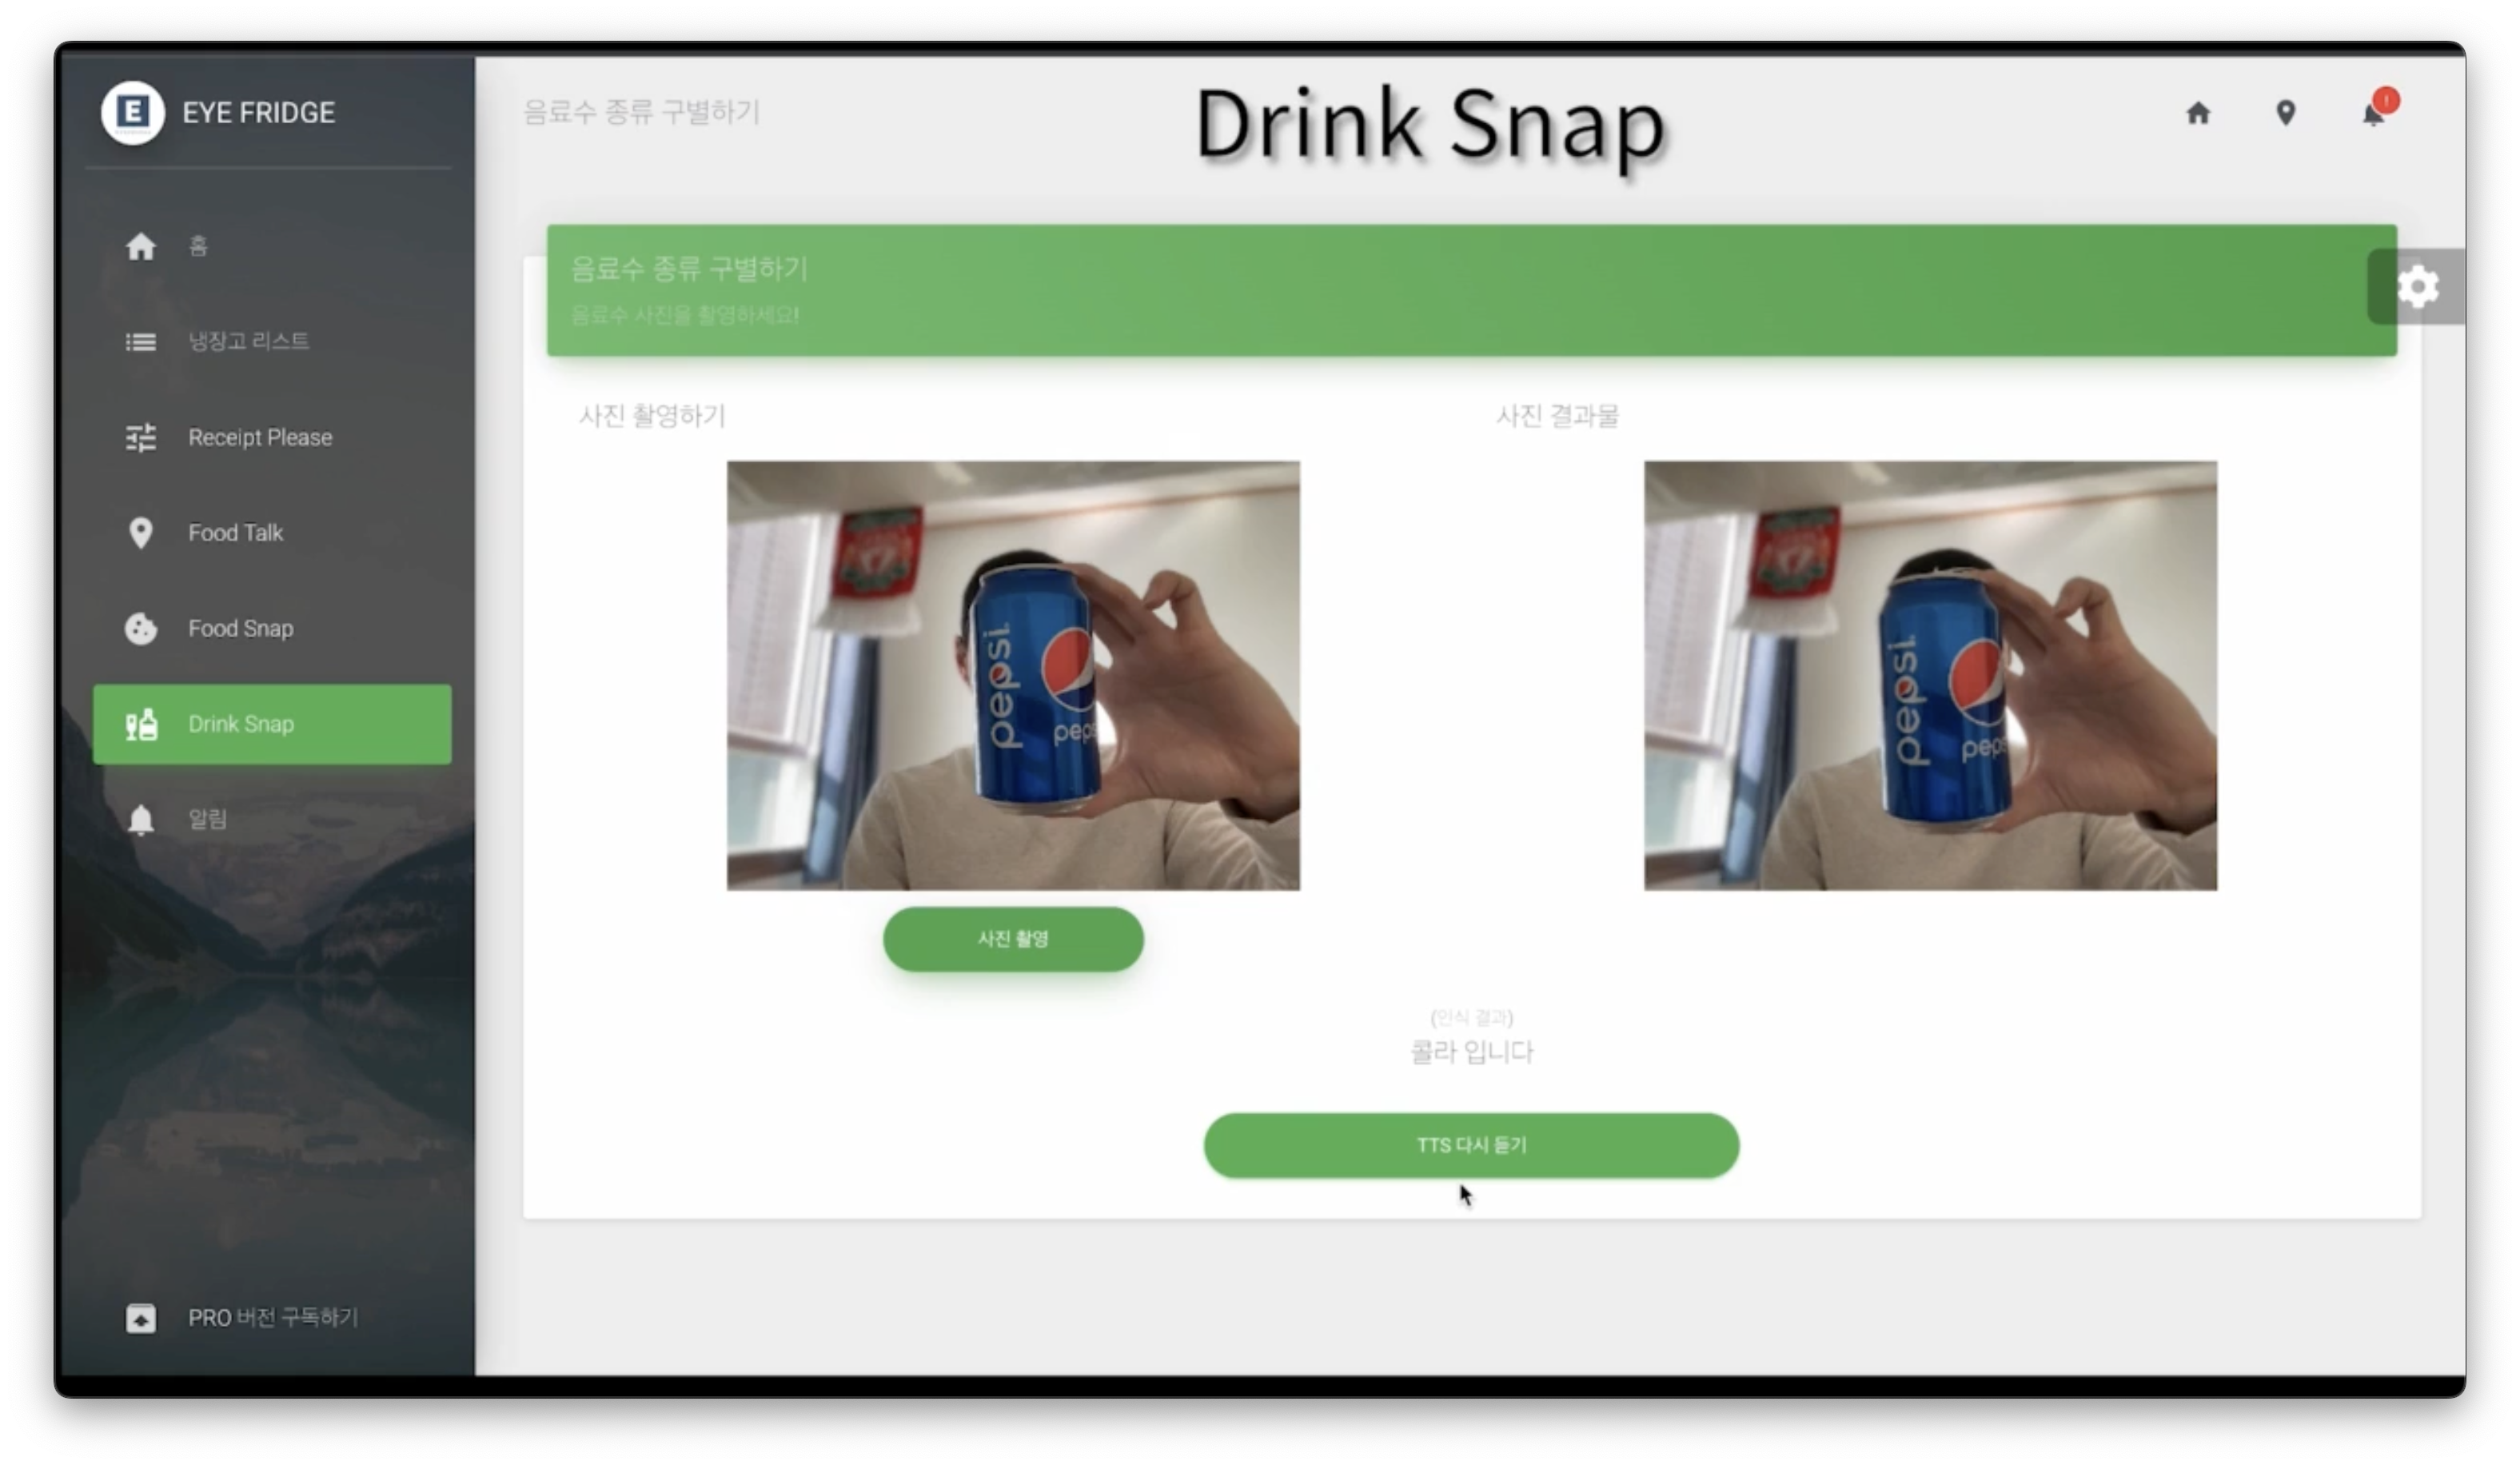 E EYE FRIDGE
홈
냉장고 리스트
Receipt Please
Food Talk
Food Snap
Drink Snap
알림
PRO 버전 구독하기
음료수 종류 구별하기
Drink Snap
!
음료수 종류 구별하기
음료수 사진을 촬영하세요!
사진 촬영하기
사진 결과물
pepsi
peps
pepsi
peps
사진 촬영
(인식 결과)
콜라 입니다
TTS 다시 듣기